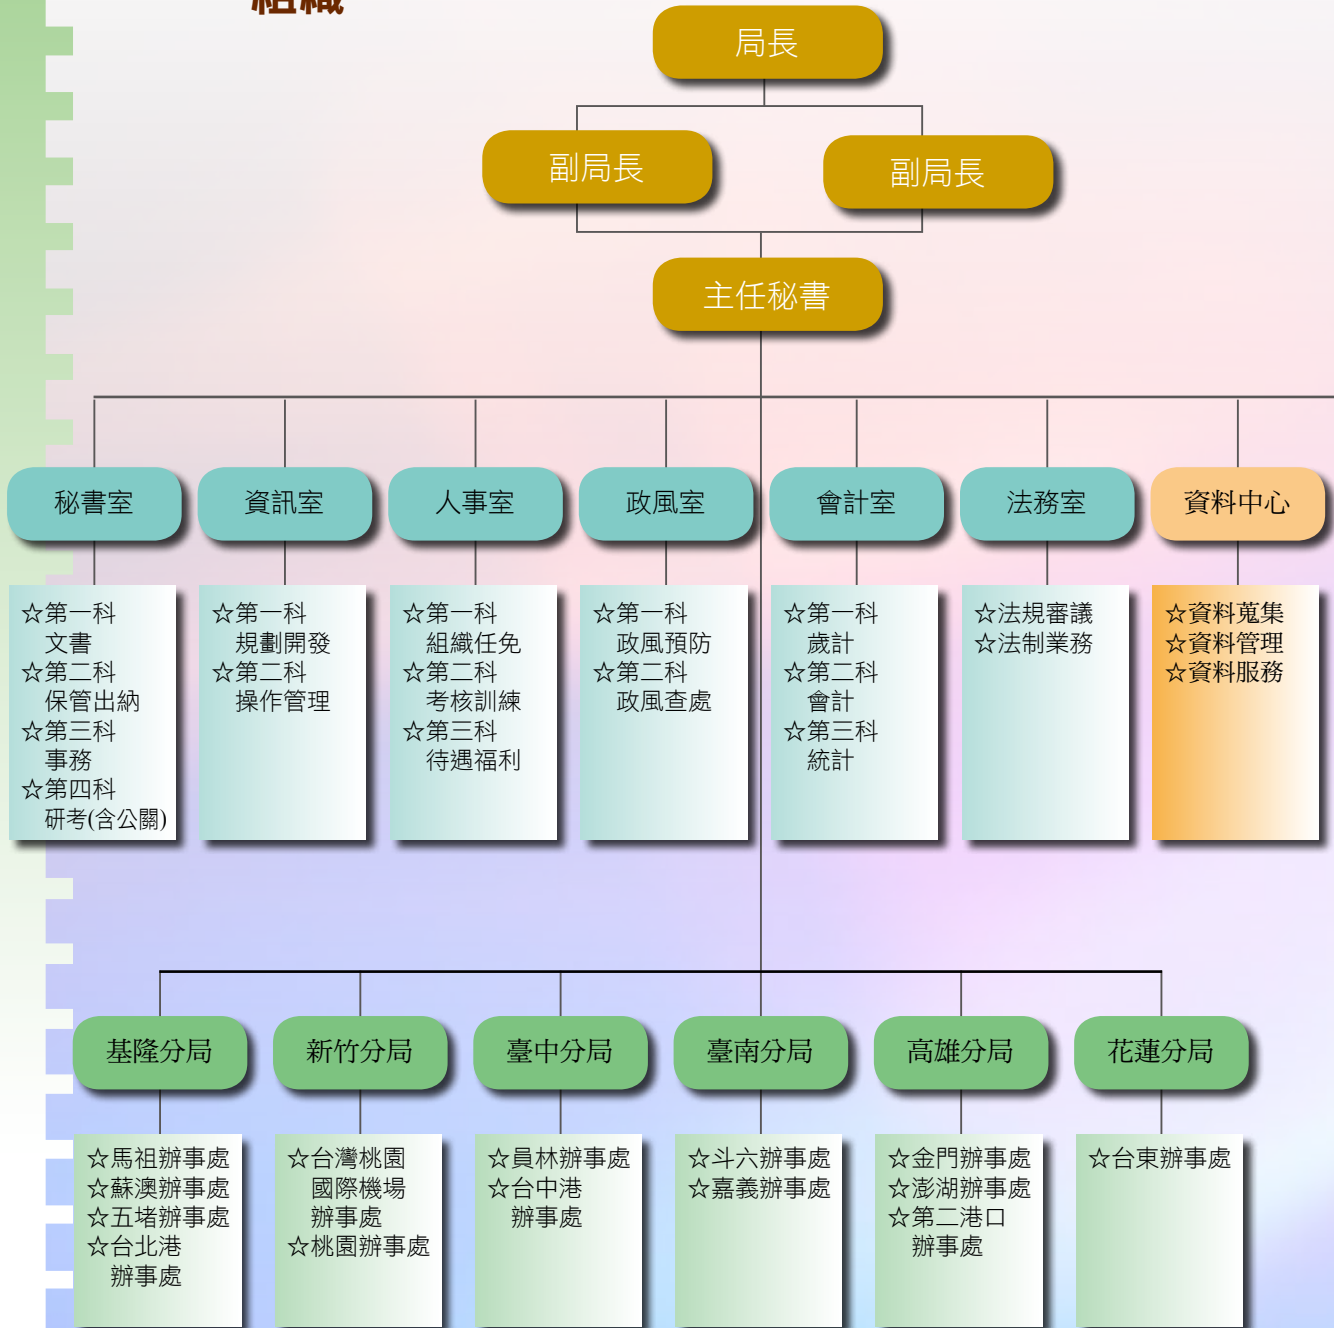 組織
局長
副局長
副局長
主任秘書
秘書室
資訊室
人事室
政風室
會計室
法務室
資料中心
☆第一科
文書
☆第二科
保管出納
☆第三科
事務
☆第四科
研考(含公關)
☆第一科
規劃開發
☆第二科
操作管理
☆第一科
組織任免
☆第二科
考核訓練
☆第三科
待遇福利
☆第一科
政風預防
☆第二科
政風查處
☆第一科
歲計
☆第二科
會計
☆第三科
統計
☆法規審議
☆法制業務
☆資料蒐集
☆資料管理
☆資料服務
基隆分局
新竹分局
臺中分局
臺南分局
高雄分局
花蓮分局
☆馬祖辦事處
☆蘇澳辦事處
☆五堵辦事處
☆台北港
辦事處
☆台灣桃園
國際機場
辦事處
☆桃園辦事處
☆員林辦事處
☆台中港
辦事處
☆斗六辦事處
☆嘉義辦事處
☆金門辦事處
☆澎湖辦事處
☆第二港口
辦事處
☆台東辦事處